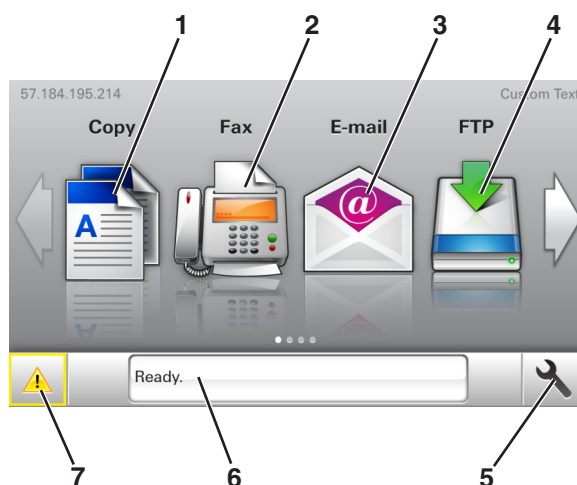 1 2 3 4
57.184.195.214 Custom Text
Copy Fax E-mail FTP
A
@
Ready.
7 6 5